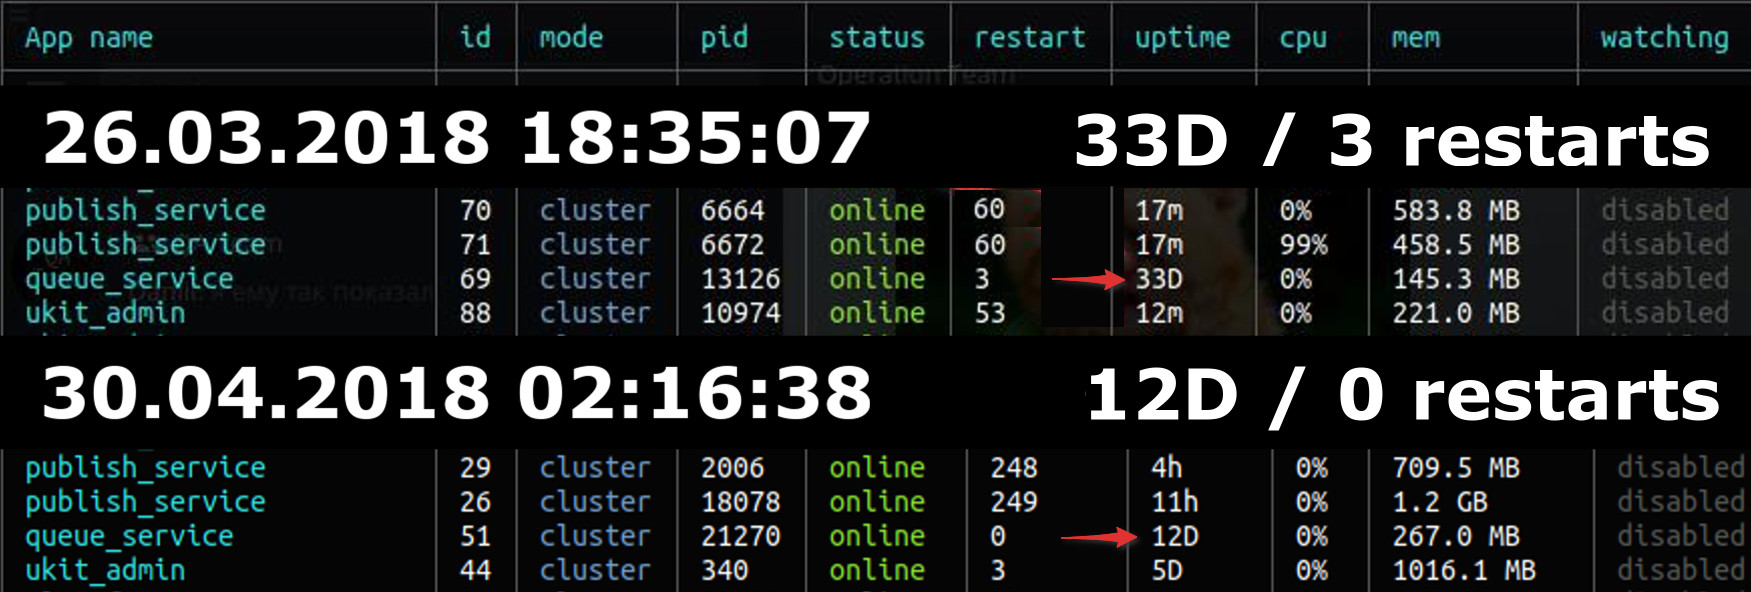 App name id mode pid status restart uptime cpu mem watching
Operation Team
26.03.2018 18:35:07 33D / 3 restarts
publish_service 70 cluster 6664 online 60 17m 0% 583.8 MB disabled
publish_service 71 cluster 6672 online 60 17m 99% 458.5 MB disabled
queue_service 69 cluster 13126 online 3 33D 0% 145.3 MB disabled
ukit_admin 88 cluster 10974 online 53 12m 0% 221.0 MB disabled
30.04.2018 02:16:38 12D / 0 restarts
publish_service 29 cluster 2006 online 248 4h 0% 709.5 MB disabled
publish_service 26 cluster 18078 online 249 11h 0% 1.2 GB disabled
queue_service 51 cluster 21270 online 0 12D 0% 267.0 MB disabled
ukit_admin 44 cluster 340 online 3 5D 0% 1016.1 MB disabled